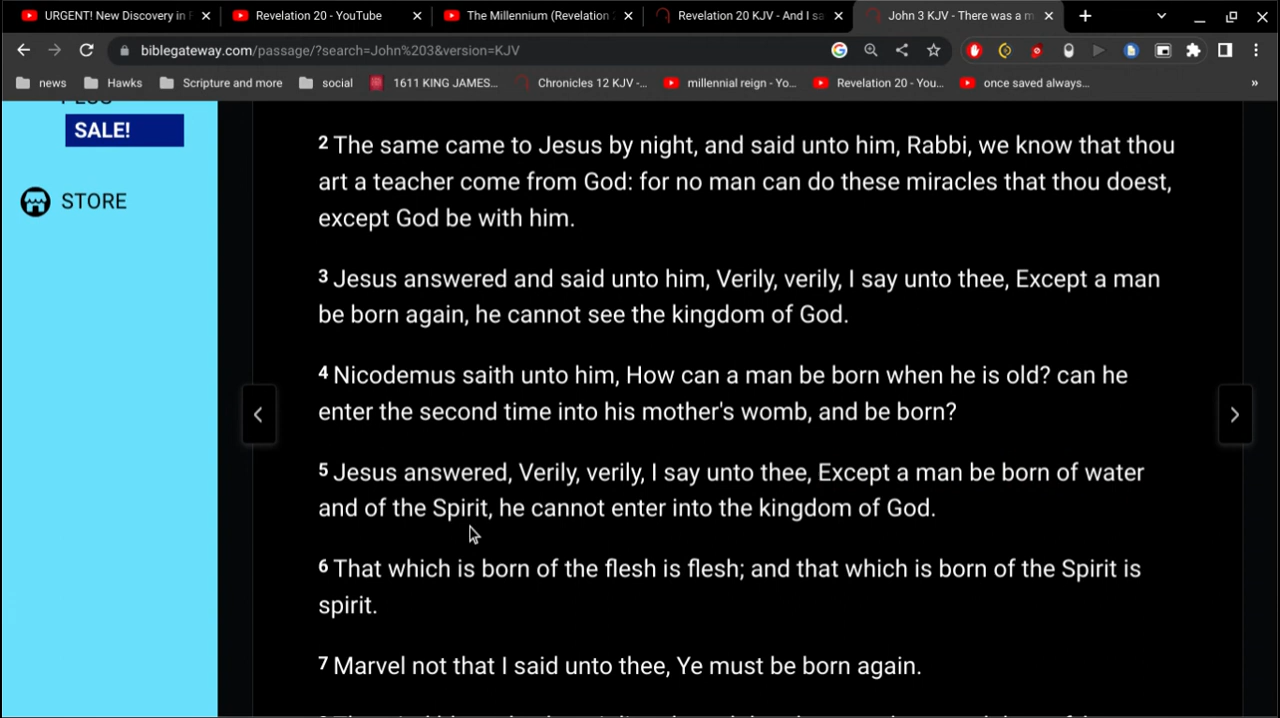 URGENT! New Discovery in
Revelation 20 - YouTube
The Millennium (Revelation
Revelation 20 KJV - And I sa
John 3 KJV - There was a m
biblegateway.com/passage/?search=John%203&version=KJV
news
Hawks
Scripture and more
social
1611 KING JAMES...
Chronicles 12 KJV -...
millennial reign - Yo...
Revelation 20 - You...
once saved always...
»
SALE!
STORE
2 The same came to Jesus by night, and said unto him, Rabbi, we know that thou
art a teacher come from God: for no man can do these miracles that thou doest,
except God be with him.
3 Jesus answered and said unto him, Verily, verily, I say unto thee, Except a man
be born again, he cannot see the kingdom of God.
4 Nicodemus saith unto him, How can a man be born when he is old? can he
enter the second time into his mother's womb, and be born?
5 Jesus answered, Verily, verily, I say unto thee, Except a man be born of water
and of the Spirit, he cannot enter into the kingdom of God.
6 That which is born of the flesh is flesh; and that which is born of the Spirit is
spirit.
7 Marvel not that I said unto thee, Ye must be born again.